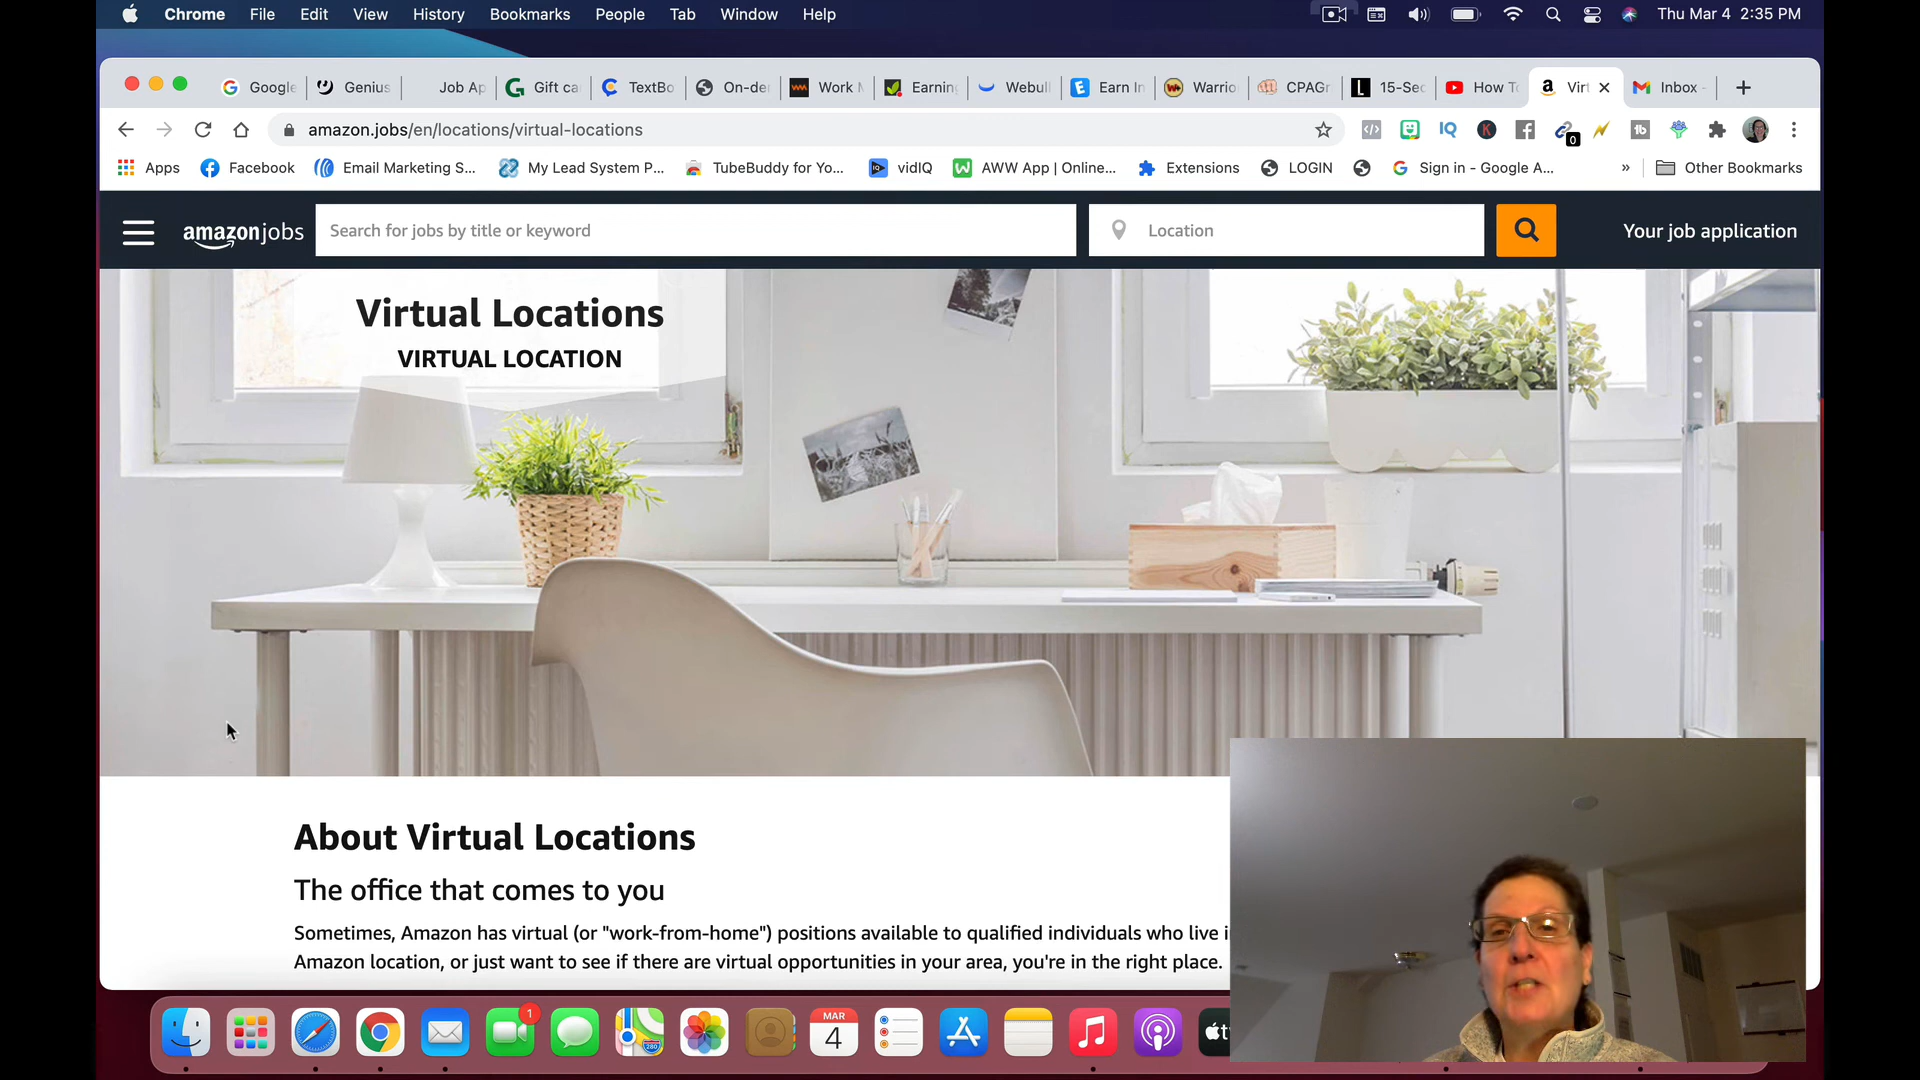 Chrome File Edit View History Bookmarks People Tab Window Help Thu Mar 4 2:35 PM
Google Genius Job Ap Gift ca TextBo On-de Work Earning Webull Earn In Warrio CPAGr 15-Sec How T Virt Inbox
amazon.jobs/en/locations/virtual-locations 0
Apps Facebook Email Marketing S... My Lead System P... TubeBuddy for Yo... vidIQ AWW App | Online... Extensions LOGIN Sign in - Google A... » Other Bookmarks
amazonjobs Search for jobs by title or keyword Location Your job application
Virtual Locations
VIRTUAL LOCATION
About Virtual Locations
The office that comes to you
Sometimes, Amazon has virtual (or "work-from-home") positions available to qualified individuals who live i
Amazon location, or just want to see if there are virtual opportunities in your area, you're in the right place.
1
MAR
4
280
tv